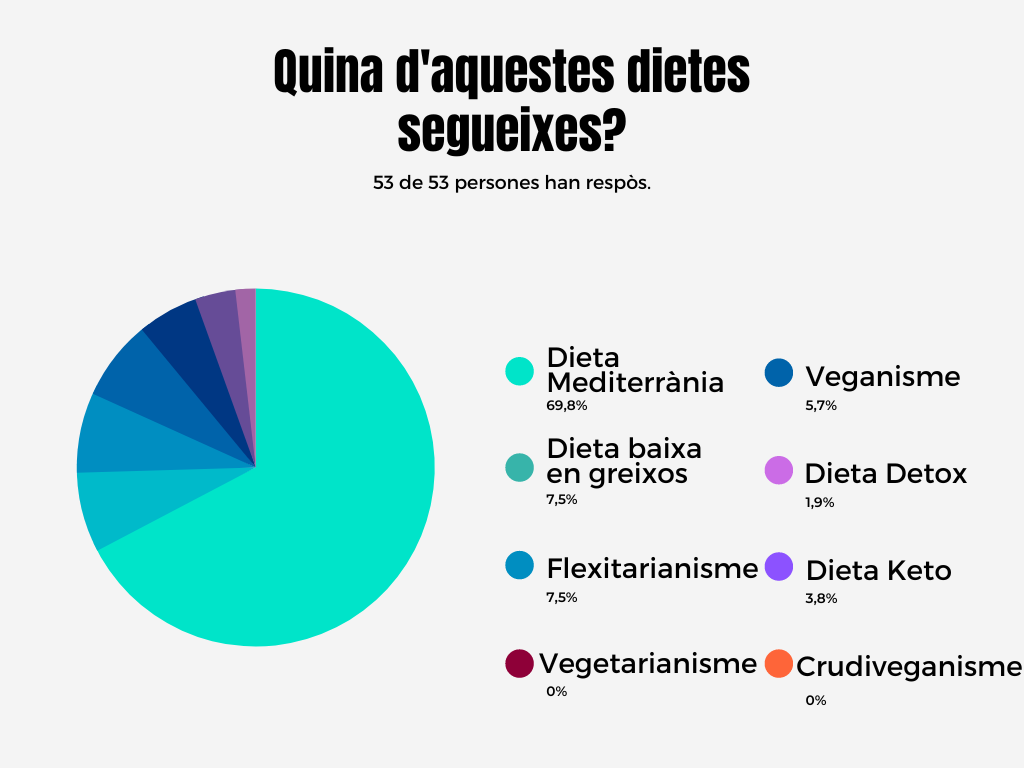 Quina d'aquestes dietes
segueixes?
53 de 53 persones han respòs.
Dieta
Mediterrània
69,8%
Dieta baixa
en greixos
7,5%
Flexitarianisme
7,5%
Vegetarianisme
0%
Veganisme
5,7%
Dieta Detox
1,9%
Dieta Keto
3,8%
Crudiveganisme
0%